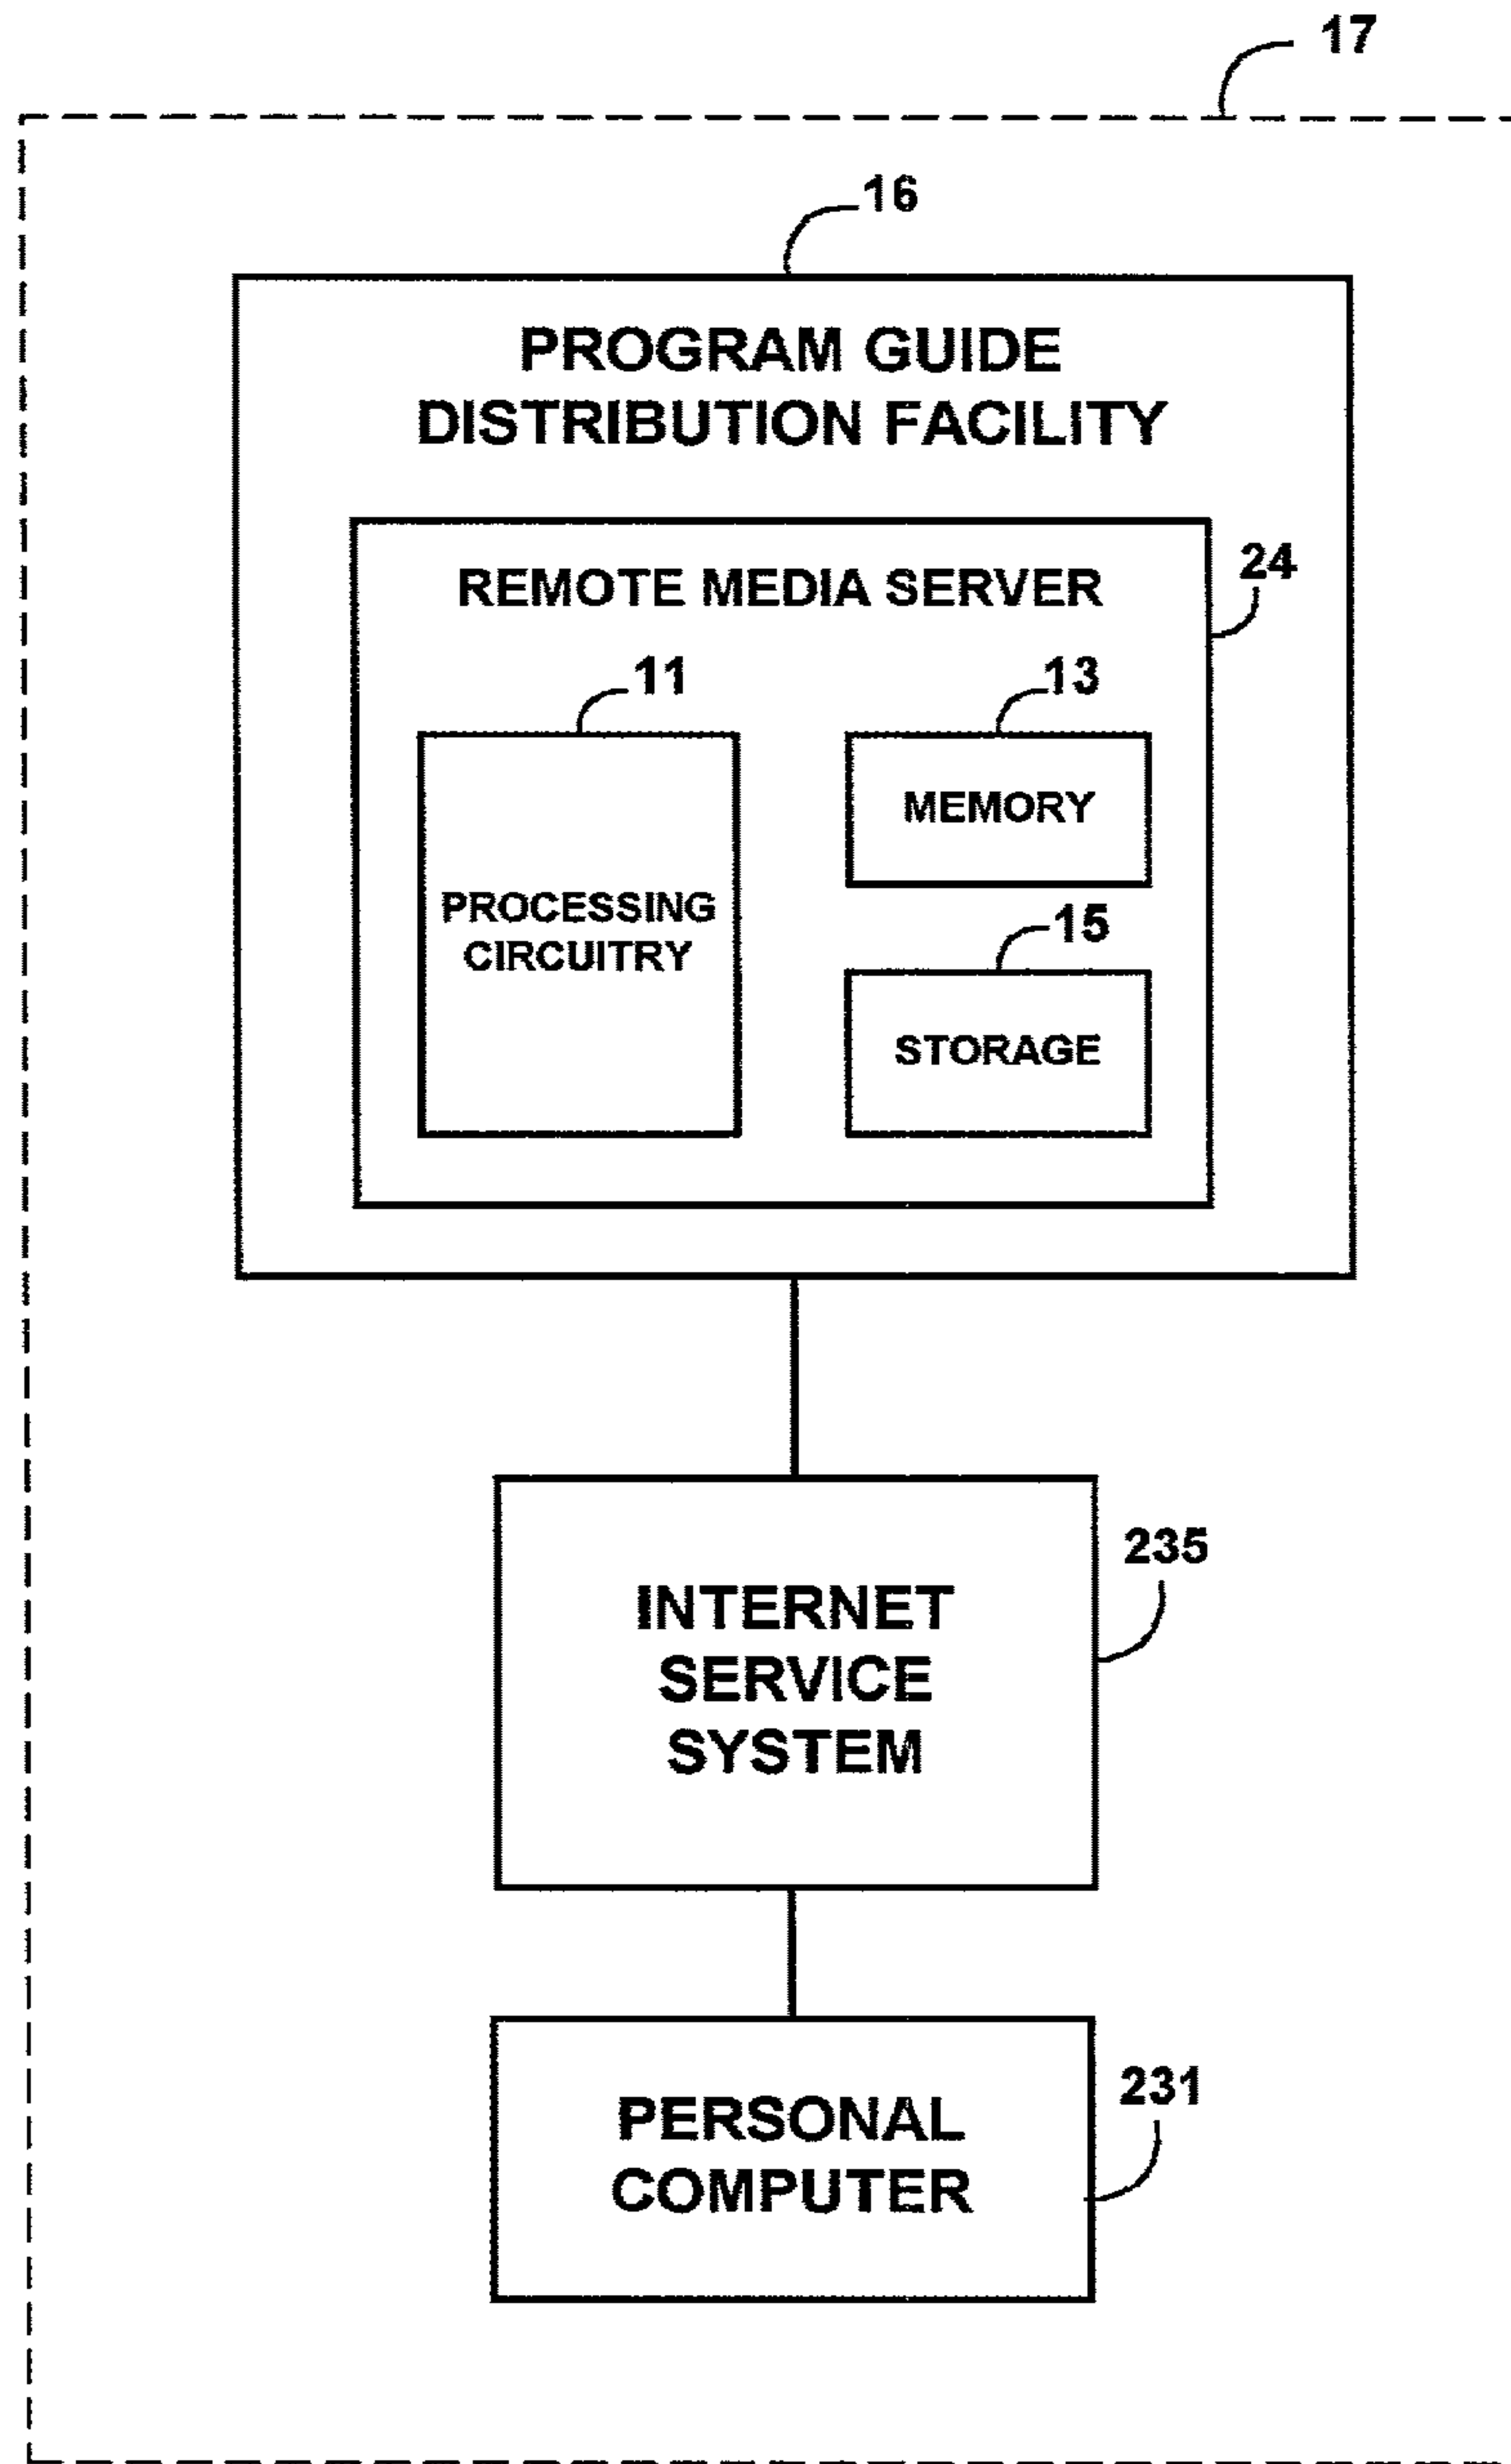 17
16
PROGRAM GUIDE
DISTRIBUTION FACILITY
REMOTE MEDIA SERVER
24
11
13
MEMORY
PROCESSING
CIRCUITRY
15
STORAGE
235
INTERNET
SERVICE
SYSTEM
231
PERSONAL
COMPUTER